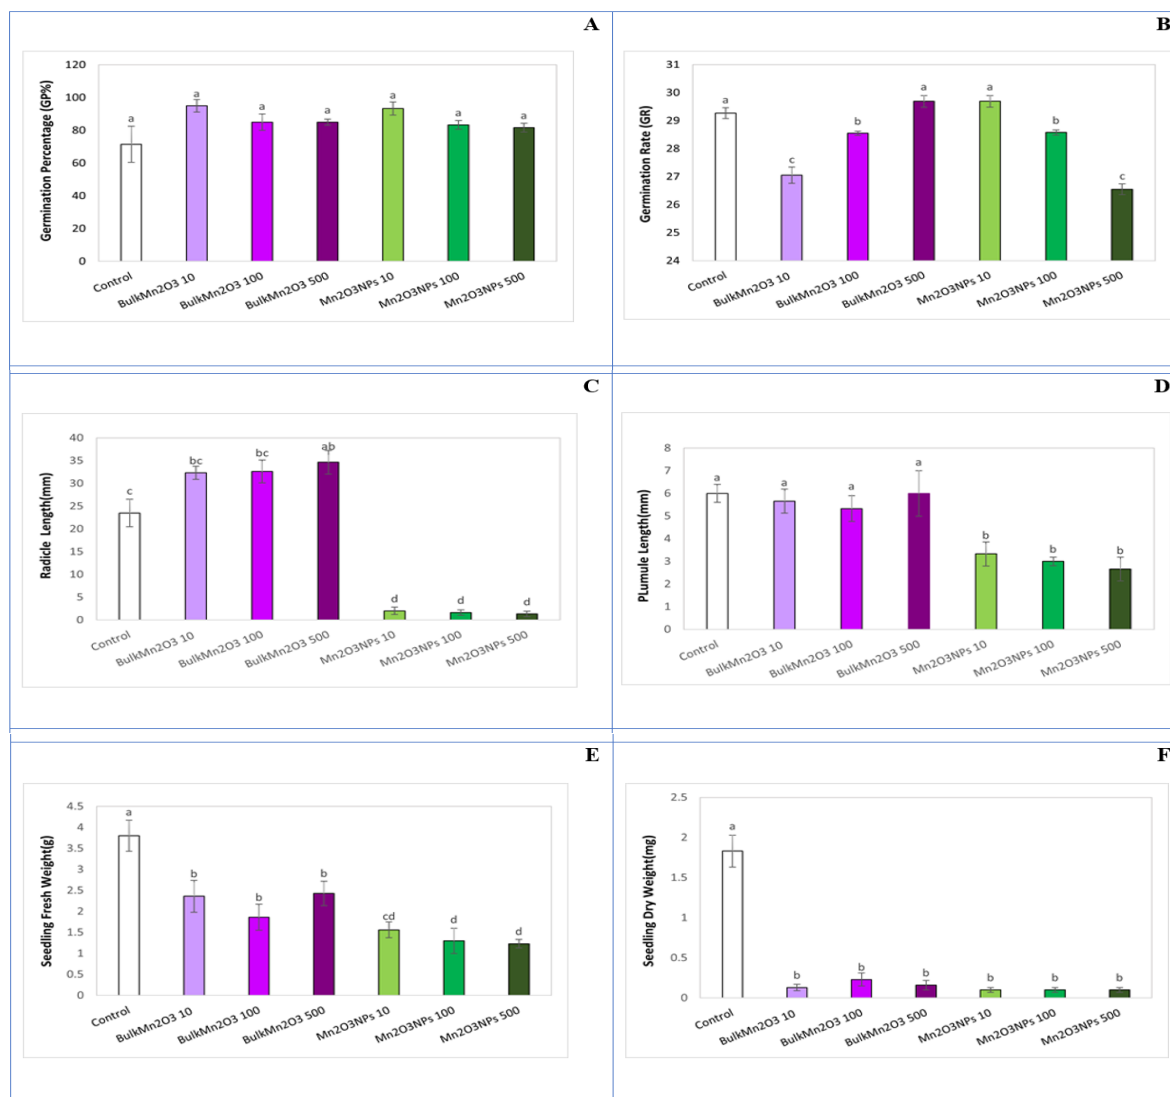 A
Germination Percentage (GP%)
120
100
80
60
40
20
0
a
a
a
a
a
a
a
Control
BulkMn2O3 10
BulkMn2O3 100
BulkMn2O3 500
Mn2O3NPs 10
Mn2O3NPs 100
Mn2O3NPs 500
B
Germination Rate (GR)
31
30
29
28
27
26
25
24
a
c
b
a
a
b
c
Control
BulkMn2O3 10
BulkMn2O3 100
BulkMn2O3 500
Mn2O3NPs 10
Mn2O3NPs 100
Mn2O3NPs 500
C
Radicle Length(mm)
40
35
30
25
20
15
10
5
0
c
bc
bc
ab
d
d
d
Control
BulkMn2O3 10
BulkMn2O3 100
BulkMn2O3 500
Mn2O3NPs 10
Mn2O3NPs 100
Mn2O3NPs 500
D
PLumule Length(mm)
8
7
6
5
4
3
2
1
0
a
a
a
a
b
b
b
Control
BulkMn2O3 10
BulkMn2O3 100
BulkMn2O3 500
Mn2O3NPs 10
Mn2O3NPs 100
Mn2O3NPs 500
E
Seedling Fresh Weight(g)
4.5
4
3.5
3
2.5
2
1.5
1
0.5
0
a
b
b
b
cd
d
d
Control
BulkMn2O3 10
BulkMn2O3 100
BulkMn2O3 500
Mn2O3NPs 10
Mn2O3NPs 100
Mn2O3NPs 500
F
Seedling Dry Weight(mg)
2.5
2
1.5
1
0.5
0
a
b
b
b
b
b
b
Control
BulkMn2O3 10
BulkMn2O3 100
BulkMn2O3 500
Mn2O3NPs 10
Mn2O3NPs 100
Mn2O3NPs 500